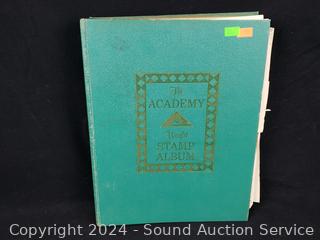 The
ACADEMY
World
STAMP
ALBUM
Copyright 2024 - Sound Auction Service